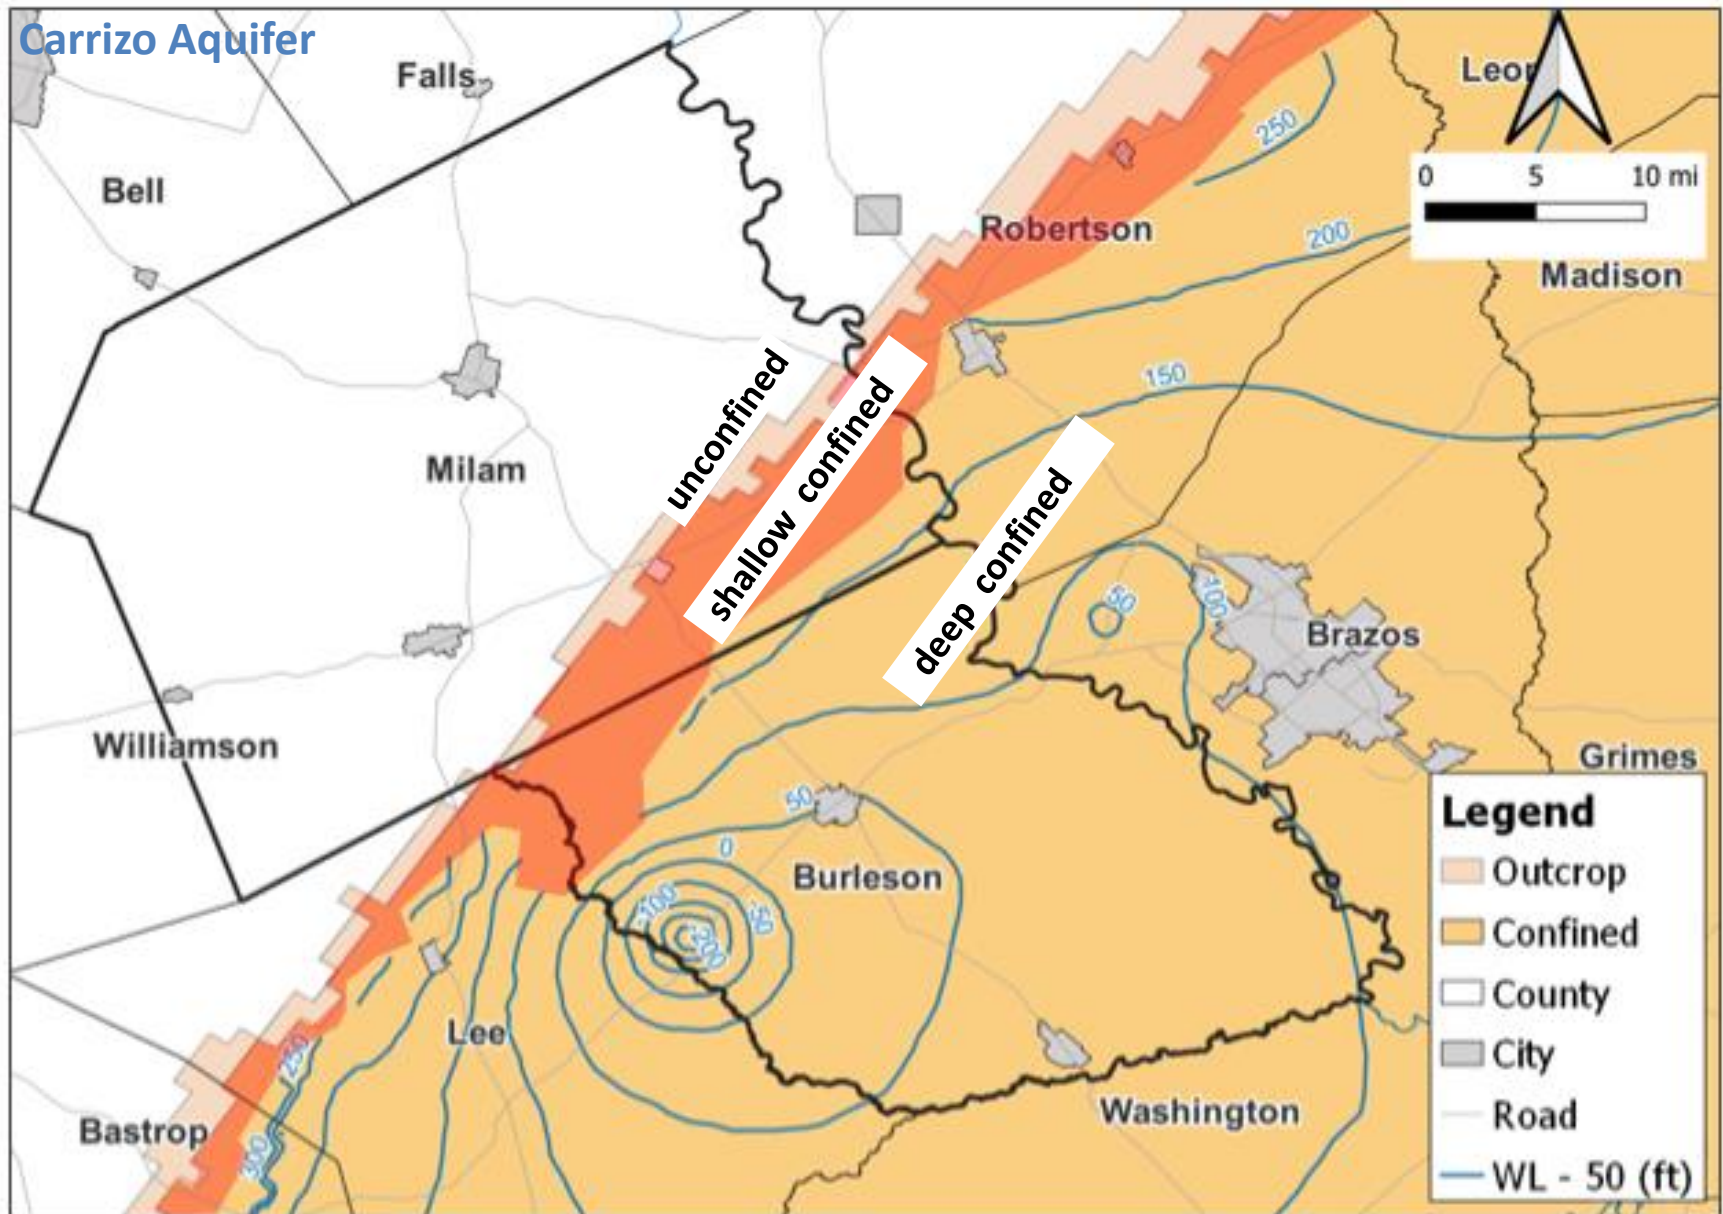 Carrizo Aquifer
Falls
Leon
Bell
250
0 5 10 mi
Robertson
200
Madison
unconfined
shallow confined
150
Milam
deep confined
50
100
Brazos
Williamson
Grimes
50
0
Burleson
-100
-50
-200
Lee
250
Bastrop
300
Washington
Legend
Outcrop
Confined
County
City
Road
WL - 50 (ft)